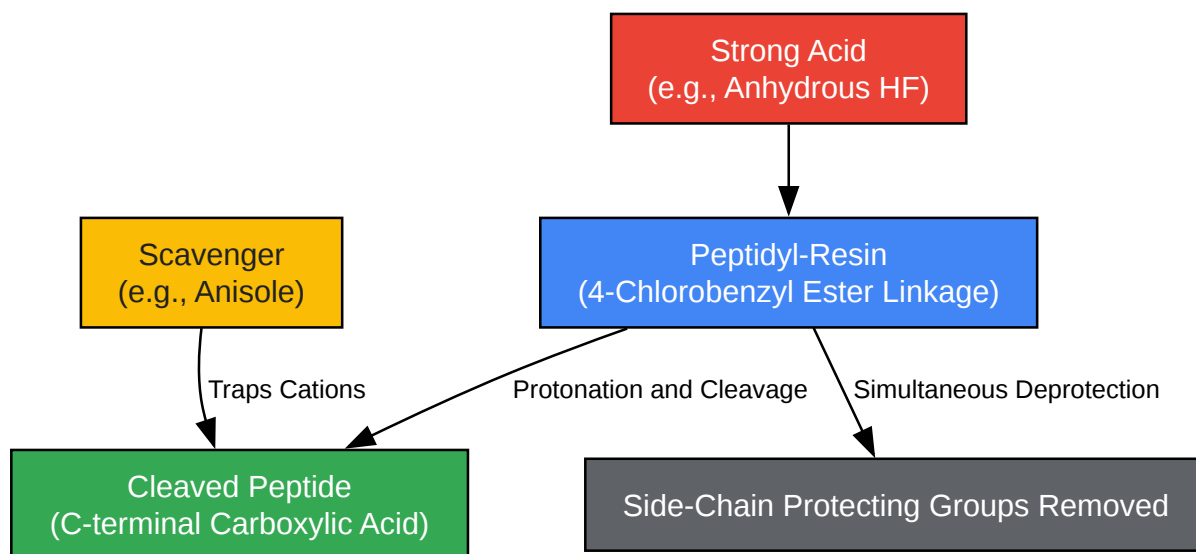 Strong Acid
(e.g., Anhydrous HF)
Scavenger
(e.g., Anisole)
Peptidyl-Resin
(4-Chlorobenzyl Ester Linkage)
Traps Cations
Protonation and Cleavage
Simultaneous Deprotection
Cleaved Peptide
(C-terminal Carboxylic Acid)
Side-Chain Protecting Groups Removed